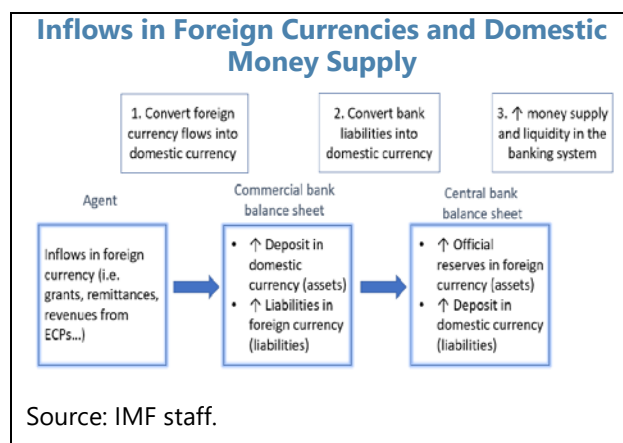 Inflows in Foreign Currencies and Domestic
Money Supply
1. Convert foreign
currency flows into
domestic currency
2. Convert bank
liabilities into
domestic currency
3. ↑ money supply
and liquidity in the
banking system
Agent
Commercial bank
balance sheet
Central bank
balance sheet
Inflows in foreign
currency (i.e.
grants, remittances,
revenues from
ECPs...)
• ↑ Deposit in
domestic
currency (assets)
• ↑ Liabilities in
foreign currency
(liabilities)
• ↑ Official
reserves in foreign
currency (assets)
• ↑ Deposit in
domestic currency
(liabilities)
Source: IMF staff.